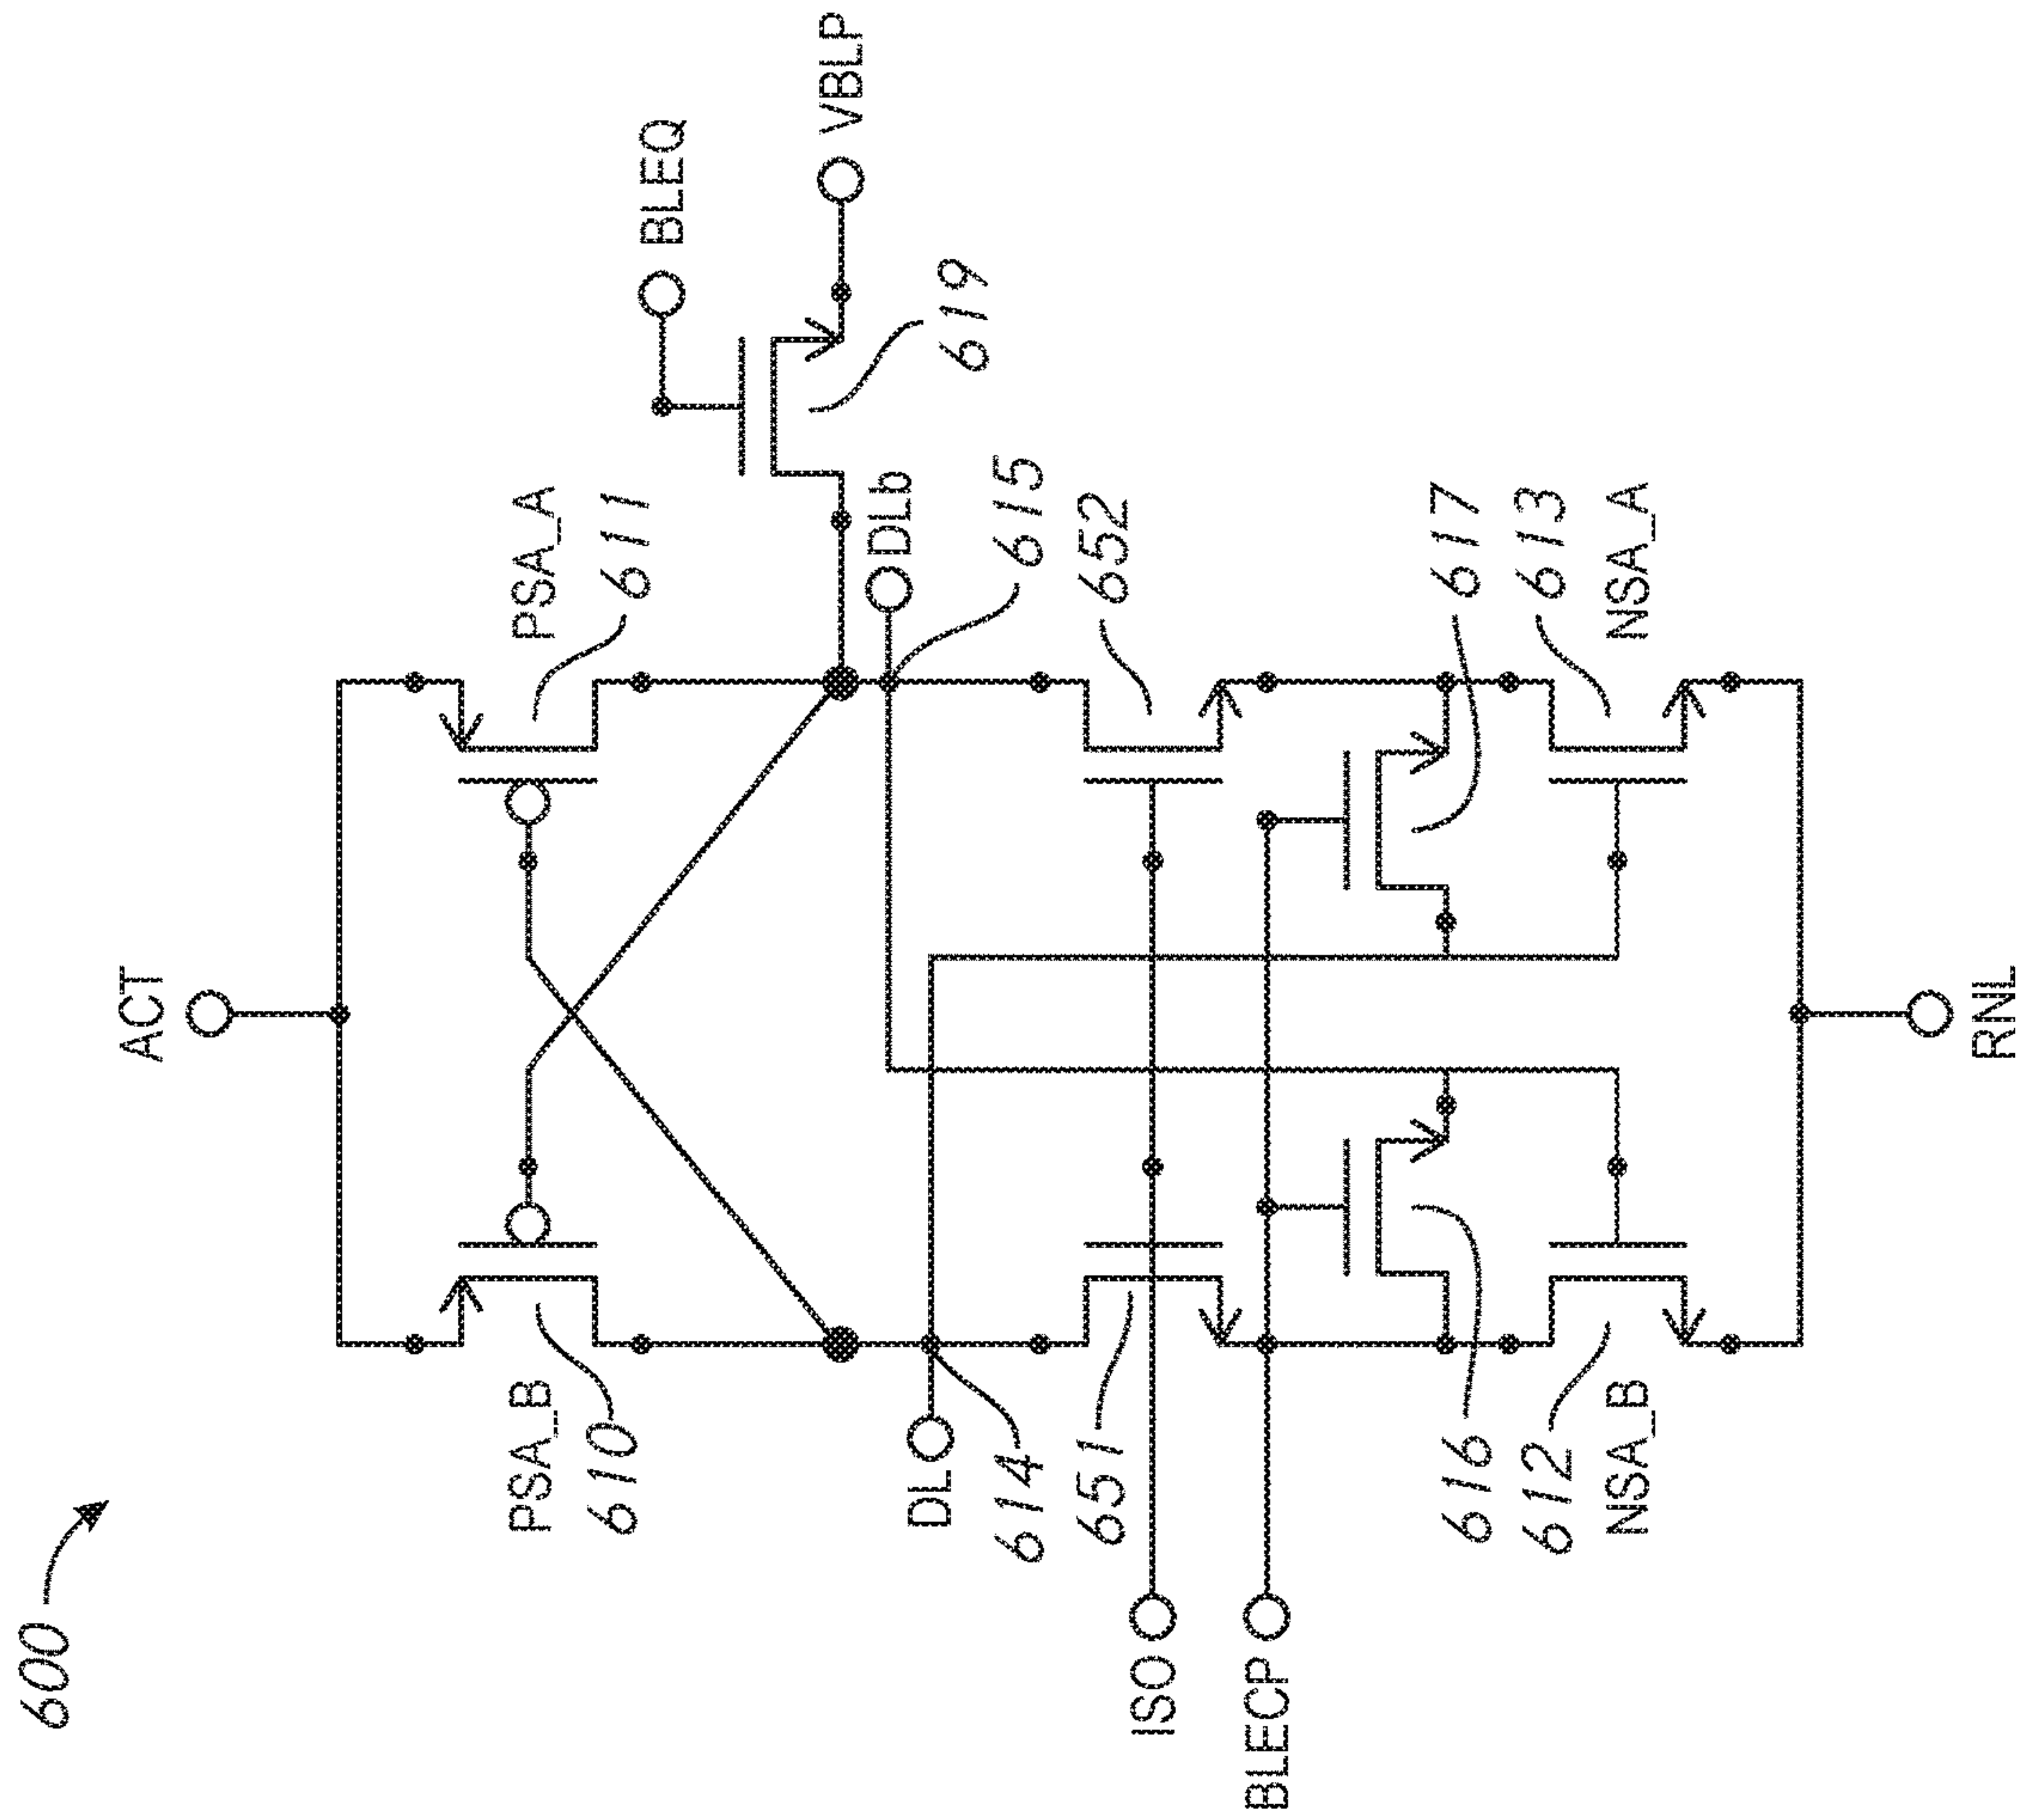 600
ACT
PSA_B
610
PSA_A
611
BLEQ
VBLP
619
DL
614
DLb
615
651
652
ISO
BLECP
616
617
612
613
NSA_B
NSA_A
RNL